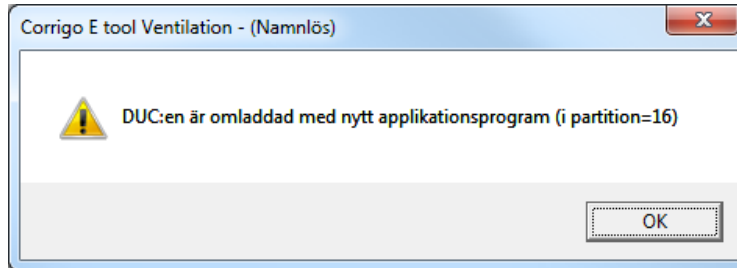 Corrigo E tool Ventilation - (Namnlös)
DUC:en är omladdad med nytt applikationsprogram (i partition=16)
OK